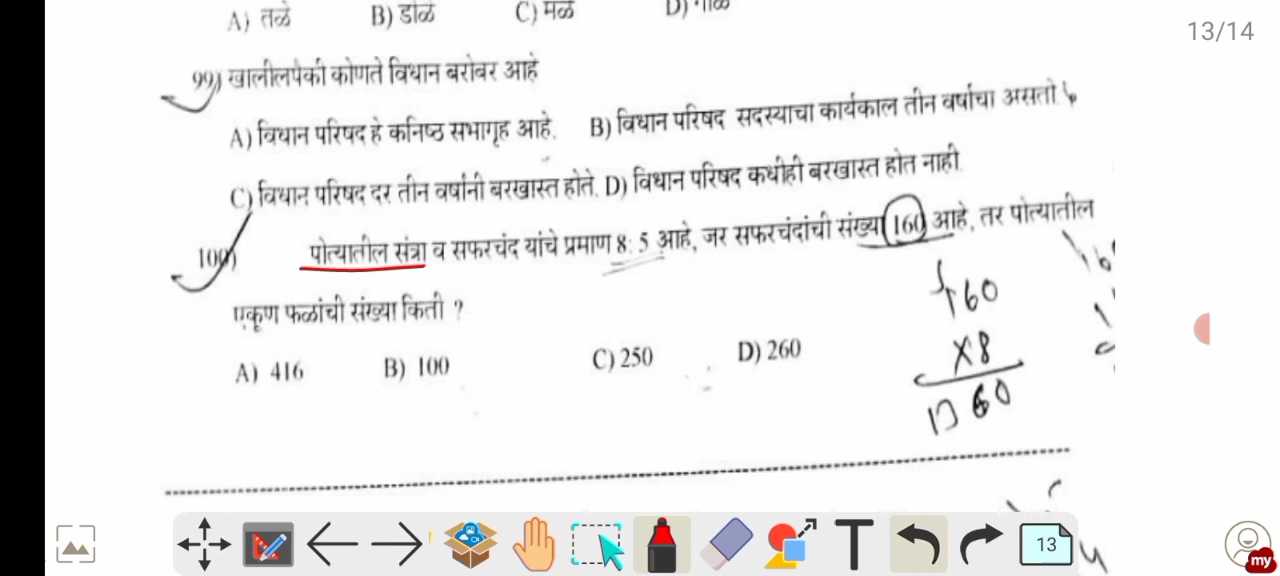 A) तळे B) डोळे C) मळे D)
13/14
99) खालीलपैकी कोणते विधान बरोबर आहे
A) विधान परिषद हे कनिष्ठ सभागृह आहे. B) विधान परिषद सदस्याचा कार्यकाल तीन वर्षाचा असतो
C) विधान परिषद दर तीन वर्षांनी बरखास्त होते. D) विधान परिषद कधीही बरखास्त होत नाही.
100) पोत्यातील संत्रा व सफरचंद यांचे प्रमाण 8: 5 आहे, जर सफरचंदांची संख्या 160 आहे, तर पोत्यातील
एकूण फळांची संख्या किती ?
A) 416 B) 100 C) 250 D) 260
160
X8
T
13
my